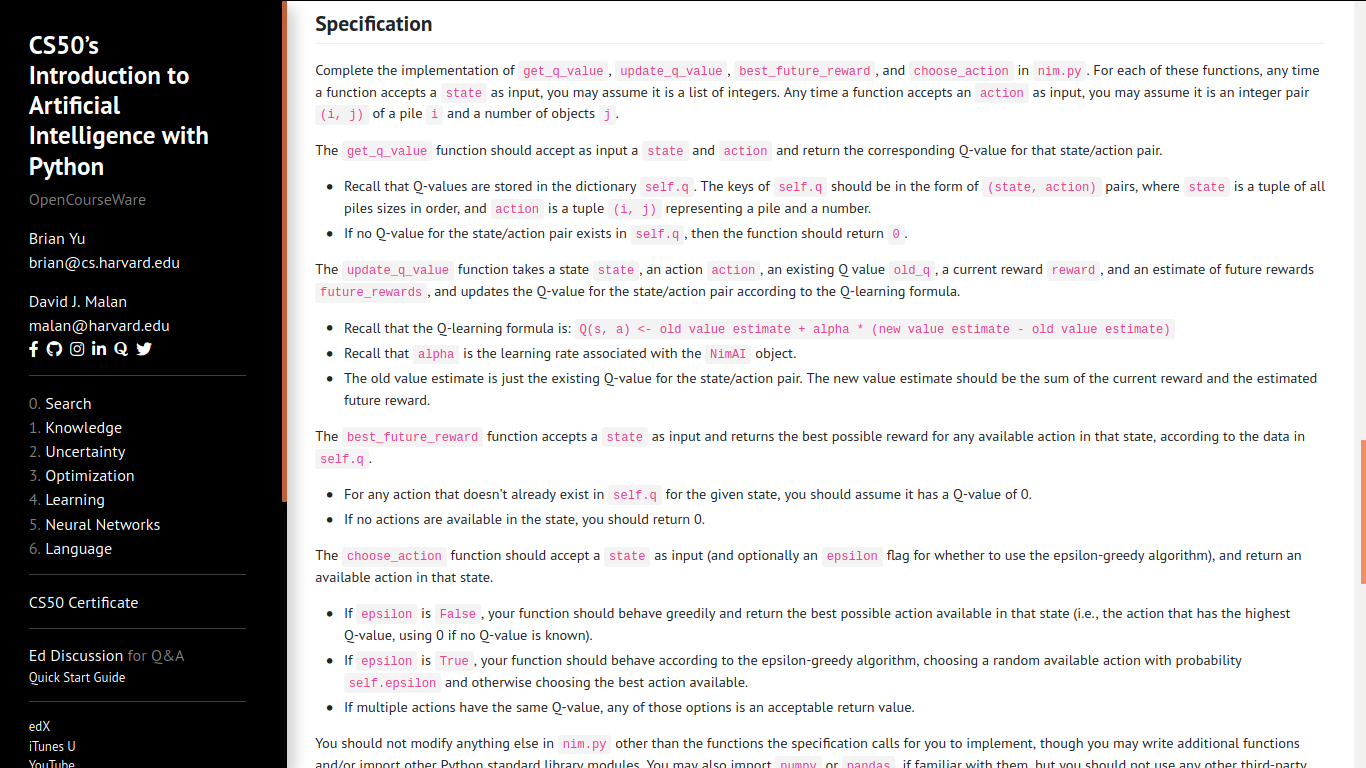 CS50’s
Introduction to
Artificial
Intelligence with
Python
OpenCourseWare
Brian Yu
brian@cs.harvard.edu
David J. Malan
malan@harvard.edu
0. Search
1. Knowledge
2. Uncertainty
3. Optimization
4. Learning
5. Neural Networks
6. Language
CS50 Certificate
Ed Discussion for Q&A
Quick Start Guide
edX
iTunes U
YouTube
Specification
Complete the implementation of get_q_value, update_q_value, best_future_reward, and choose_action in nim.py. For each of these functions, any time
a function accepts a state as input, you may assume it is a list of integers. Any time a function accepts an action as input, you may assume it is an integer pair
(i, j) of a pile i and a number of objects j.
The get_q_value function should accept as input a state and action and return the corresponding Q-value for that state/action pair.
• Recall that Q-values are stored in the dictionary self.q. The keys of self.q should be in the form of (state, action) pairs, where state is a tuple of all
piles sizes in order, and action is a tuple (i, j) representing a pile and a number.
• If no Q-value for the state/action pair exists in self.q, then the function should return 0.
The update_q_value function takes a state state, an action action, an existing Q value old_q, a current reward reward, and an estimate of future rewards
future_rewards, and updates the Q-value for the state/action pair according to the Q-learning formula.
• Recall that the Q-learning formula is: Q(s, a) <- old value estimate + alpha * (new value estimate - old value estimate)
• Recall that alpha is the learning rate associated with the NimAI object.
• The old value estimate is just the existing Q-value for the state/action pair. The new value estimate should be the sum of the current reward and the estimated
future reward.
The best_future_reward function accepts a state as input and returns the best possible reward for any available action in that state, according to the data in
self.q.
• For any action that doesn’t already exist in self.q for the given state, you should assume it has a Q-value of 0.
• If no actions are available in the state, you should return 0.
The choose_action function should accept a state as input (and optionally an epsilon flag for whether to use the epsilon-greedy algorithm), and return an
available action in that state.
• If epsilon is False, your function should behave greedily and return the best possible action available in that state (i.e., the action that has the highest
Q-value, using 0 if no Q-value is known).
• If epsilon is True, your function should behave according to the epsilon-greedy algorithm, choosing a random available action with probability
self.epsilon and otherwise choosing the best action available.
• If multiple actions have the same Q-value, any of those options is an acceptable return value.
You should not modify anything else in nim.py other than the functions the specification calls for you to implement, though you may write additional functions
and/or import other Python standard library modules. You may also import numpy or pandas, if familiar with them, but you should not use any other third-party